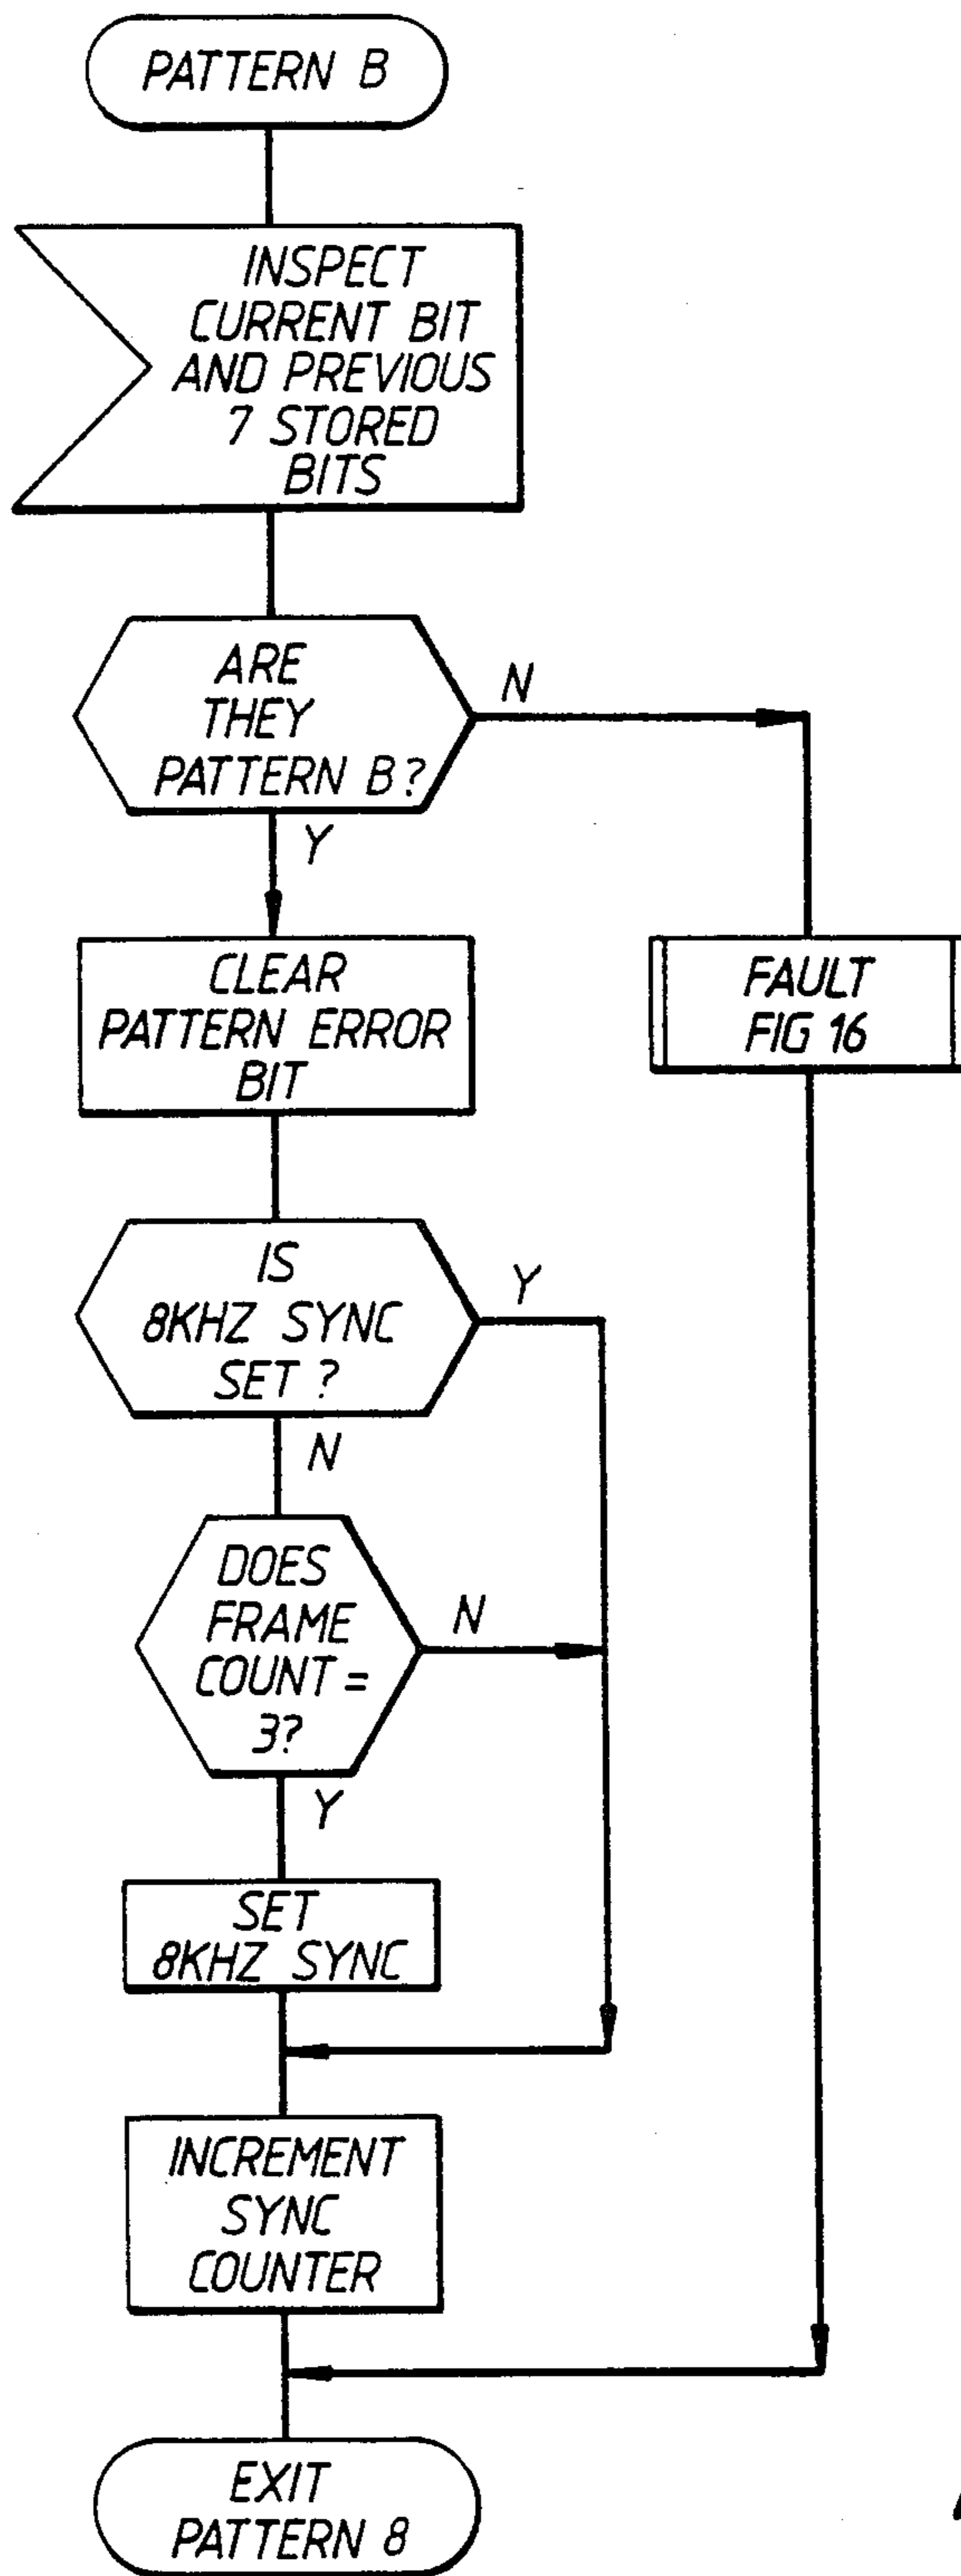 PATTERN B
INSPECT
CURRENT BIT
AND PREVIOUS
7 STORED
BITS
ARE
THEY
PATTERN B?
N
Y
CLEAR
PATTERN ERROR
BIT
FAULT
FIG 16
IS
8KHZ SYNC
SET?
Y
N
DOES
FRAME
COUNT =
3?
N
Y
SET
8KHZ SYNC
INCREMENT
SYNC
COUNTER
EXIT
PATTERN 8